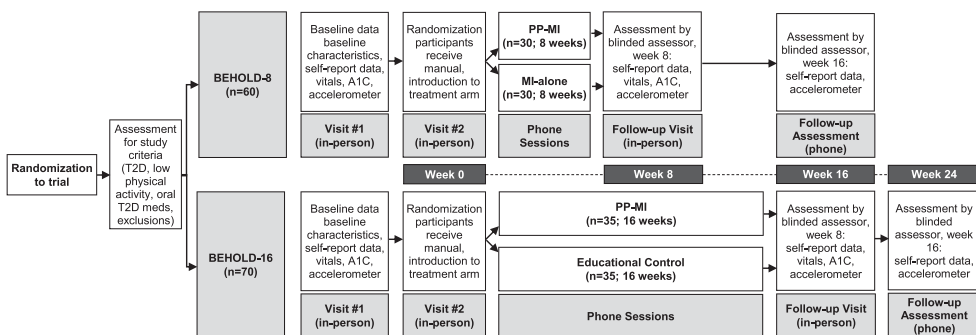 Randomization
to trial
Assessment
for study
criteria
(T2D, low
physical
activity, oral
T2D meds,
exclusions)
BEHOLD-8
(n=60)
Baseline data
baseline
characteristics,
self-report data,
vitals, A1C,
accelerometer
Visit #1
(in-person)
Randomization
participants
receive
manual,
introduction to
treatment arm
Visit #2
(in-person)
PP-MI
(n=30; 8 weeks)
MI-alone
(n=30; 8 weeks)
Phone
Sessions
Assessment by
blinded assessor,
week 8:
self-report data,
vitals, A1C,
accelerometer
Follow-up Visit
(in-person)
Assessment by
blinded assessor,
week 16:
self-report data,
accelerometer
Follow-up
Assessment
(phone)
Week 0
Week 8
Week 16
Week 24
BEHOLD-16
(n=70)
Baseline data
baseline
characteristics,
self-report data,
vitals, A1C,
accelerometer
Visit #1
(in-person)
Randomization
participants
receive
manual,
introduction to
treatment arm
Visit #2
(in-person)
PP-MI
(n=35; 16 weeks)
Educational Control
(n=35; 16 weeks)
Phone Sessions
Assessment by
blinded assessor,
week 8:
self-report data,
vitals, A1C,
accelerometer
Follow-up Visit
(in-person)
Assessment by
blinded
assessor, week
16:
self-report data,
accelerometer
Follow-up
Assessment
(phone)